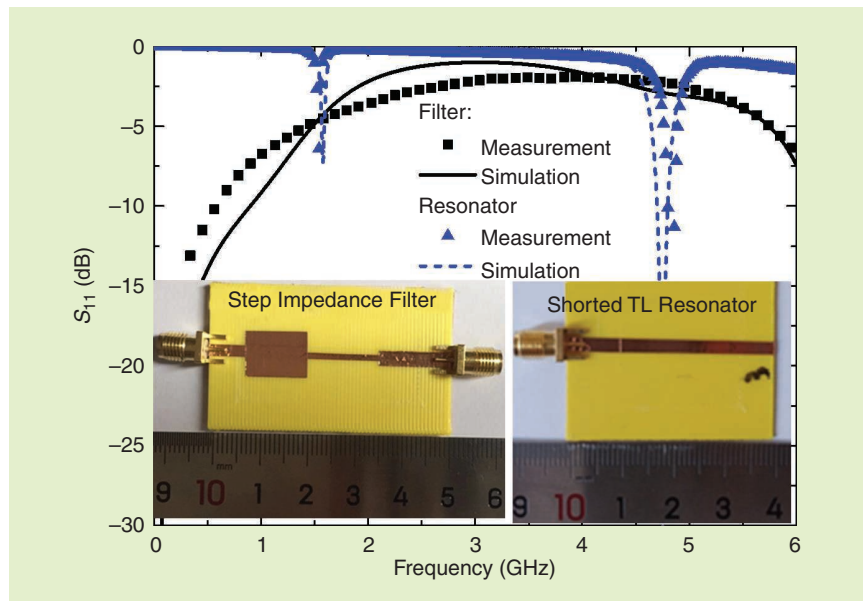 0
–5
–10
–15
–20
–25
–30
S11 (dB)
Filter:
Measurement
Simulation
Resonator
Measurement
Simulation
Step Impedance Filter
Shorted TL Resonator
mm
9 10 1 2 3 4 5 6
9 10 1 2 3 4
0 1 2 3 4 5 6
Frequency (GHz)